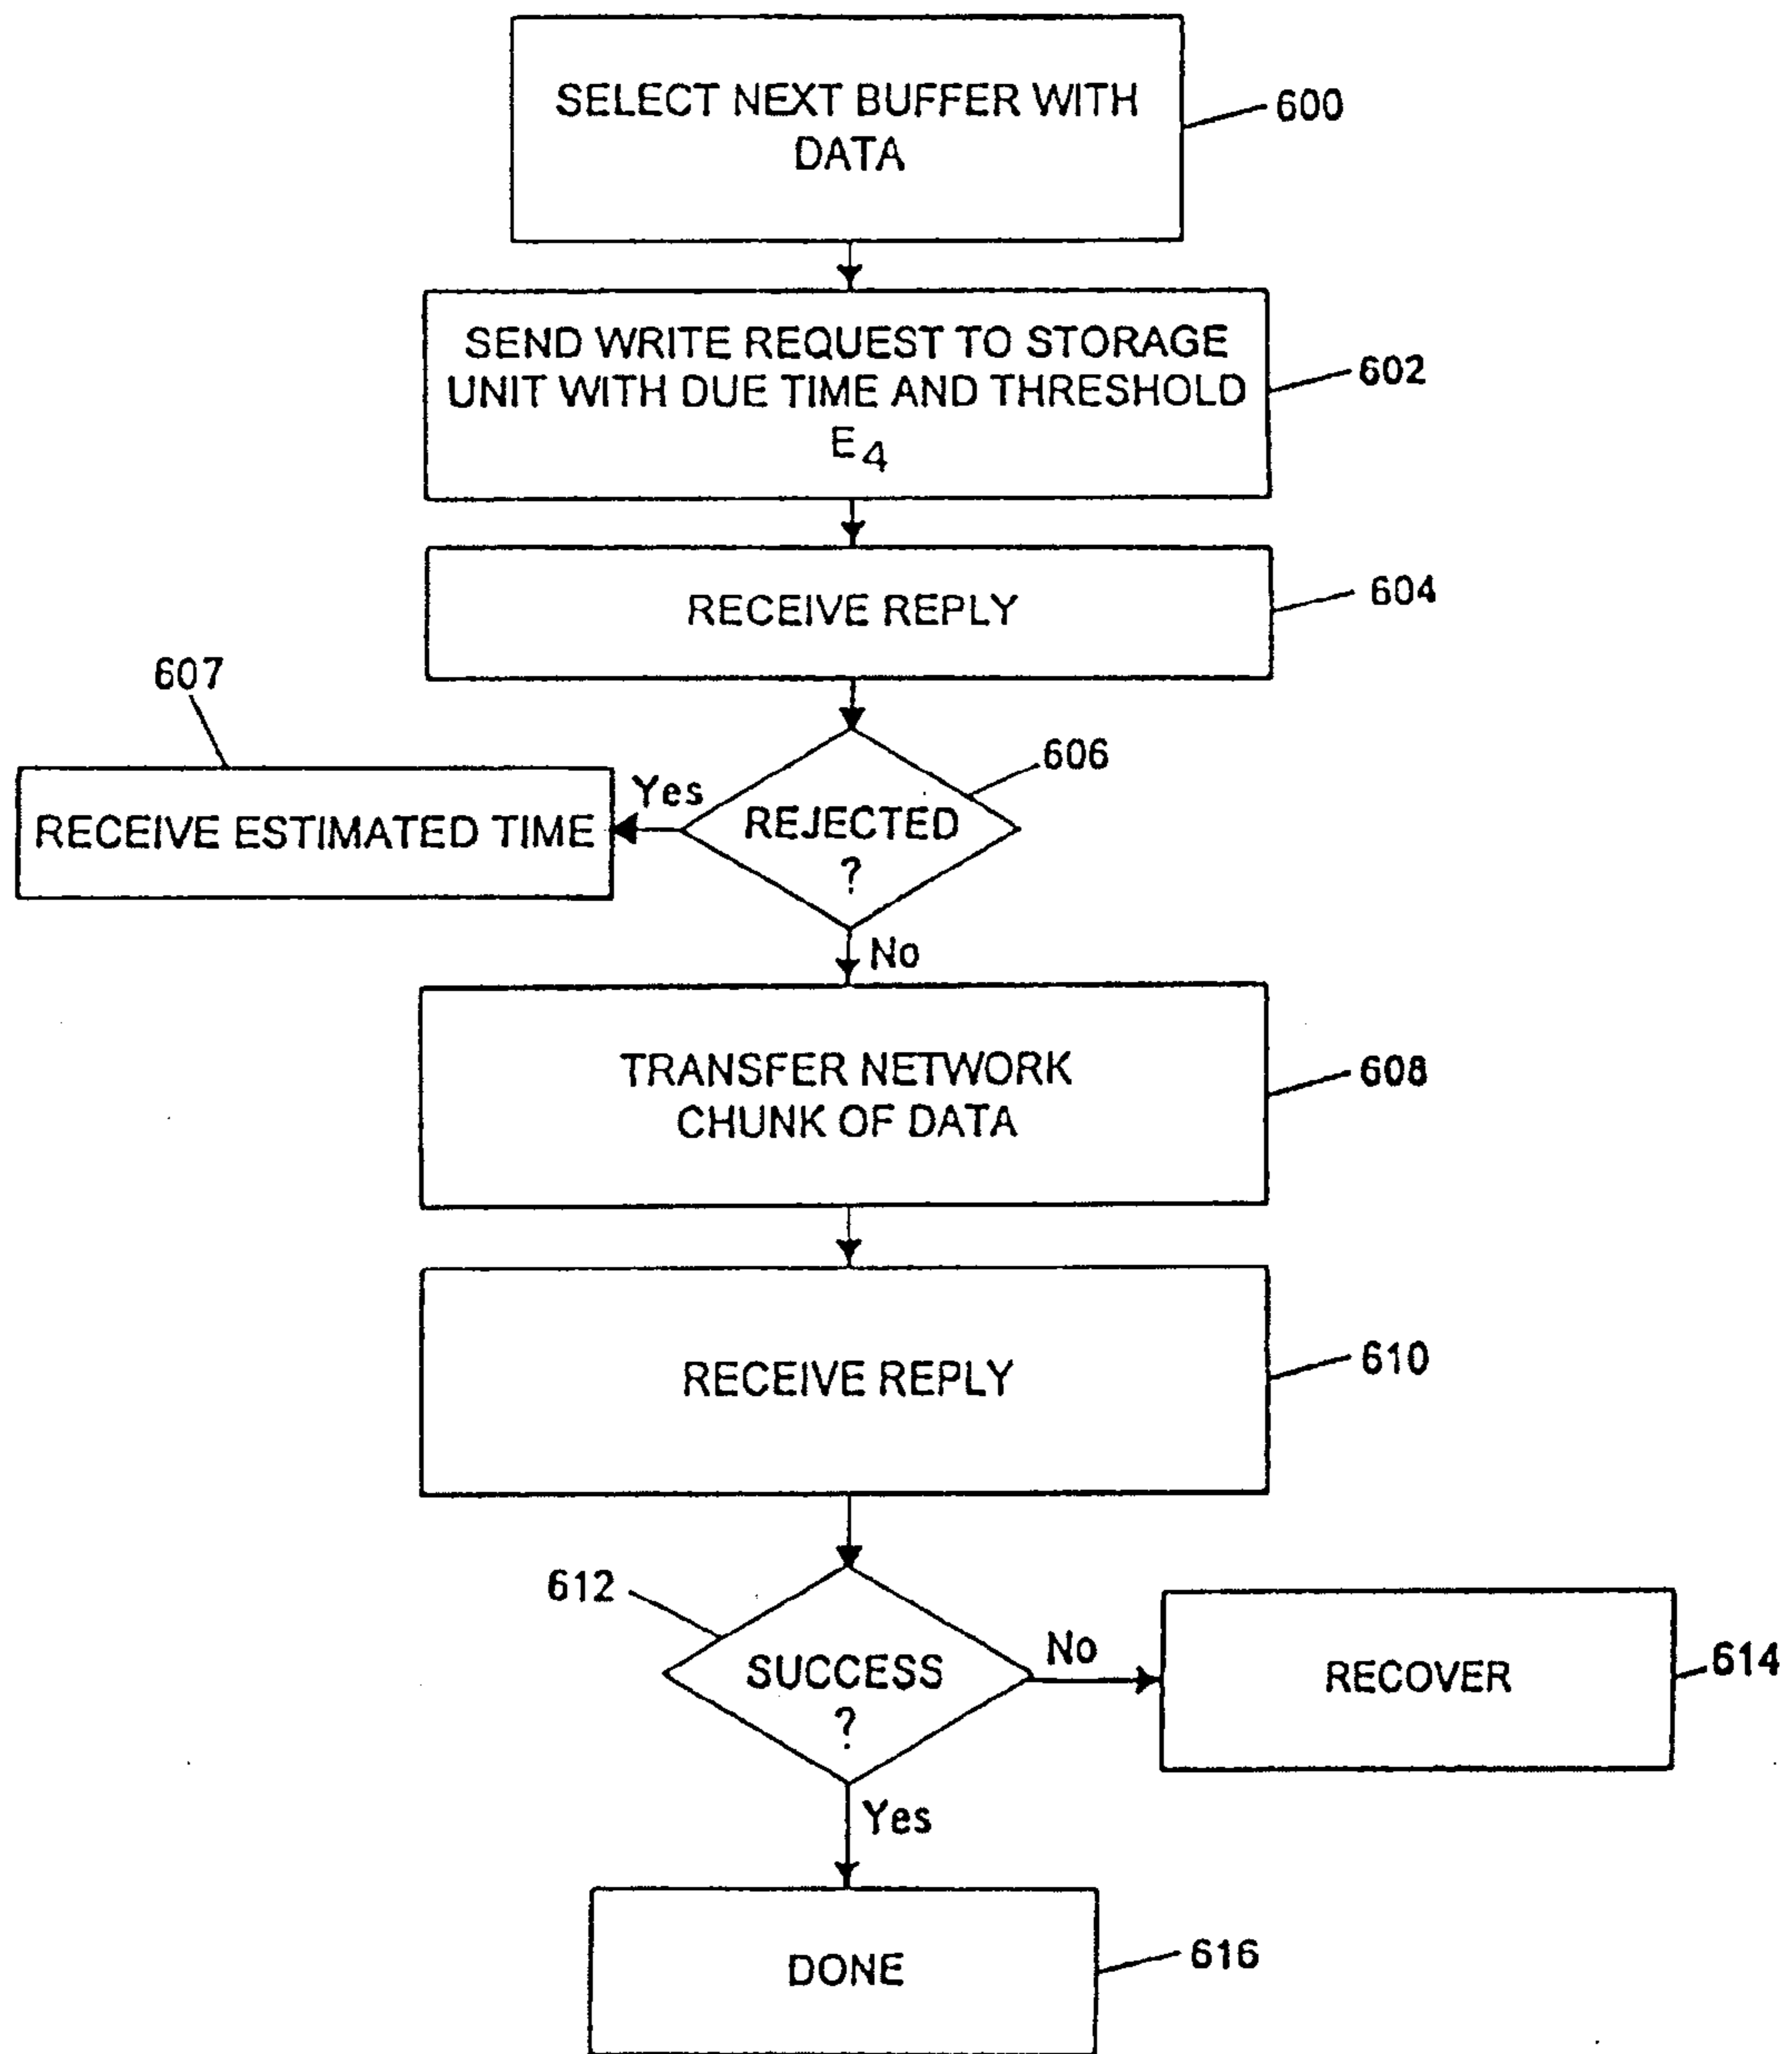 SELECT NEXT BUFFER WITH
DATA
600
SEND WRITE REQUEST TO STORAGE
UNIT WITH DUE TIME AND THRESHOLD
E4
602
RECEIVE REPLY
604
607
606
RECEIVE ESTIMATED TIME
Yes
REJECTED
?
No
TRANSFER NETWORK
CHUNK OF DATA
608
RECEIVE REPLY
610
612
SUCCESS
?
No
RECOVER
614
Yes
DONE
616